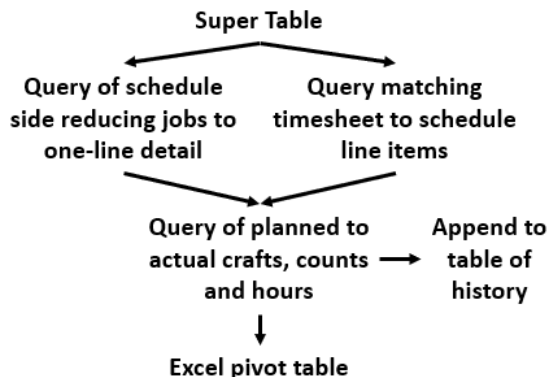 Super Table
Query of schedule
side reducing jobs to
one-line detail
Query matching
timesheet to schedule
line items
Query of planned to
actual crafts, counts
and hours
Append to
table of
history
Excel pivot table